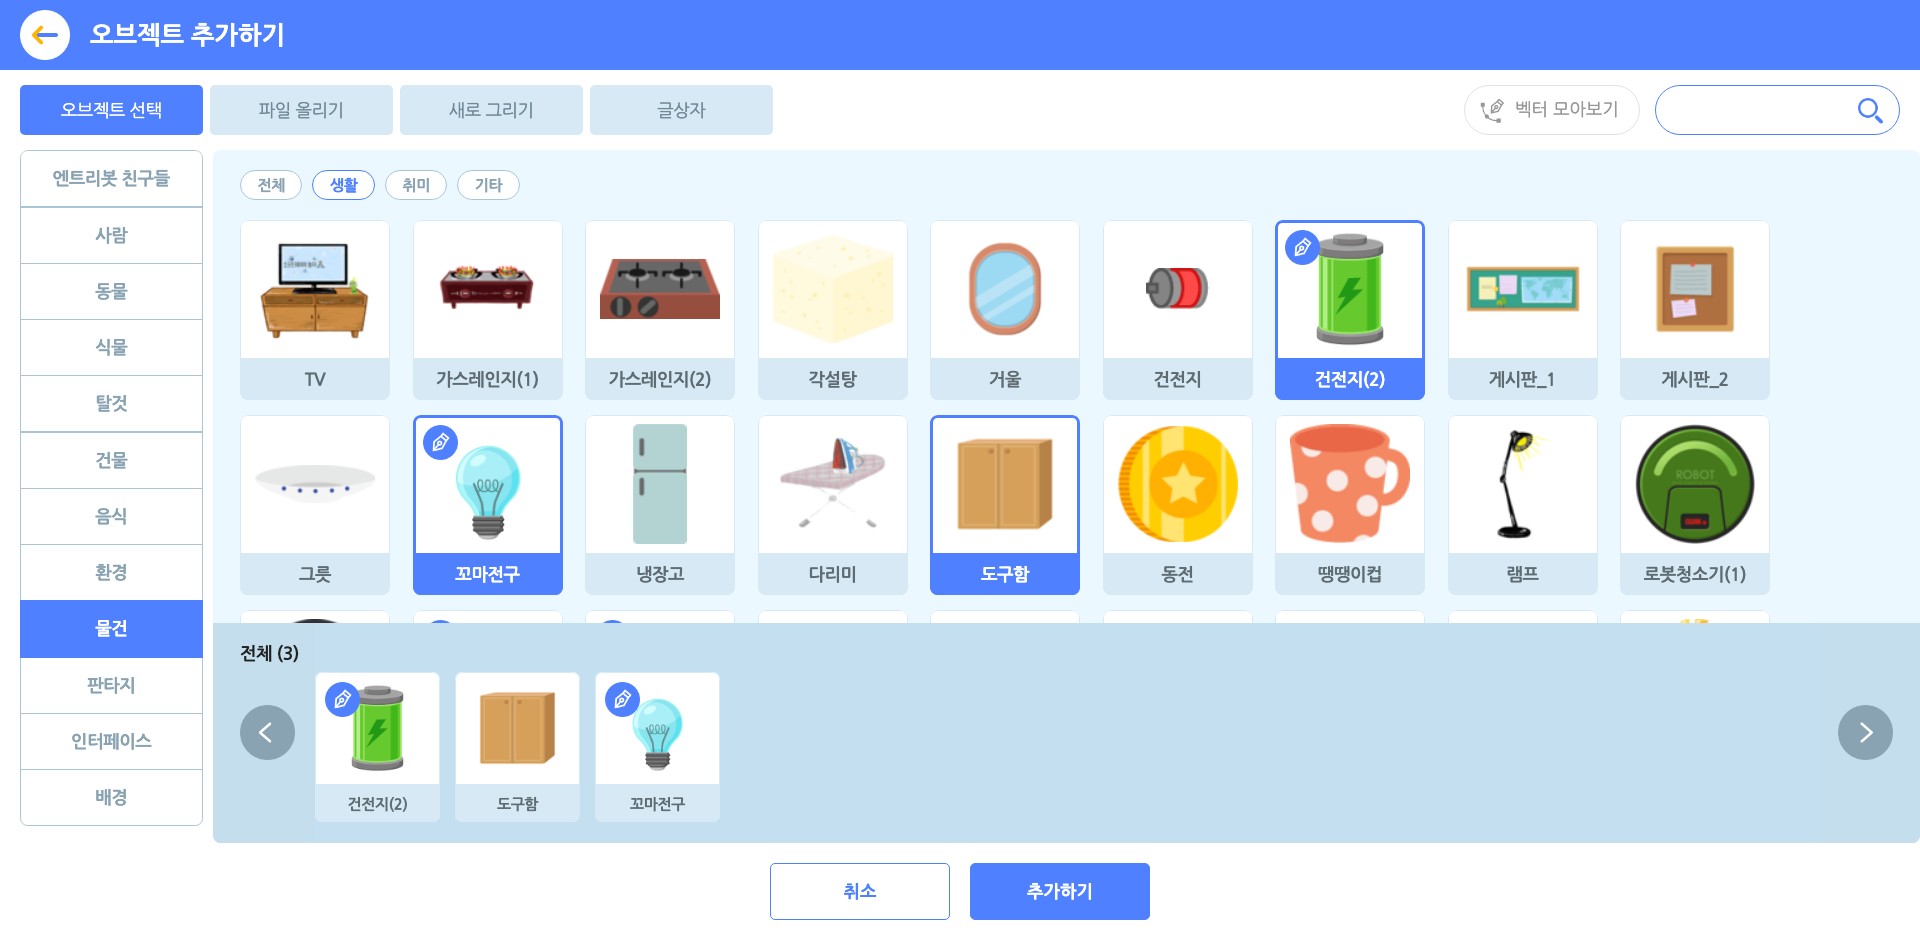 오브젝트 추가하기
오브젝트 선택
파일 올리기
새로 그리기
글상자
벡터 모아보기
엔트리봇 친구들
사람
동물
식물
탈것
건물
음식
환경
물건
판타지
인터페이스
배경
전체
생활
취미
기타
TV
가스레인지(1)
가스레인지(2)
각설탕
거울
건전지
건전지(2)
게시판_1
게시판_2
그릇
꼬마전구
냉장고
다리미
도구함
동전
땡땡이컵
ROBOT
램프
로봇청소기(1)
전체 (3)
건전지(2)
도구함
꼬마전구
취소
추가하기